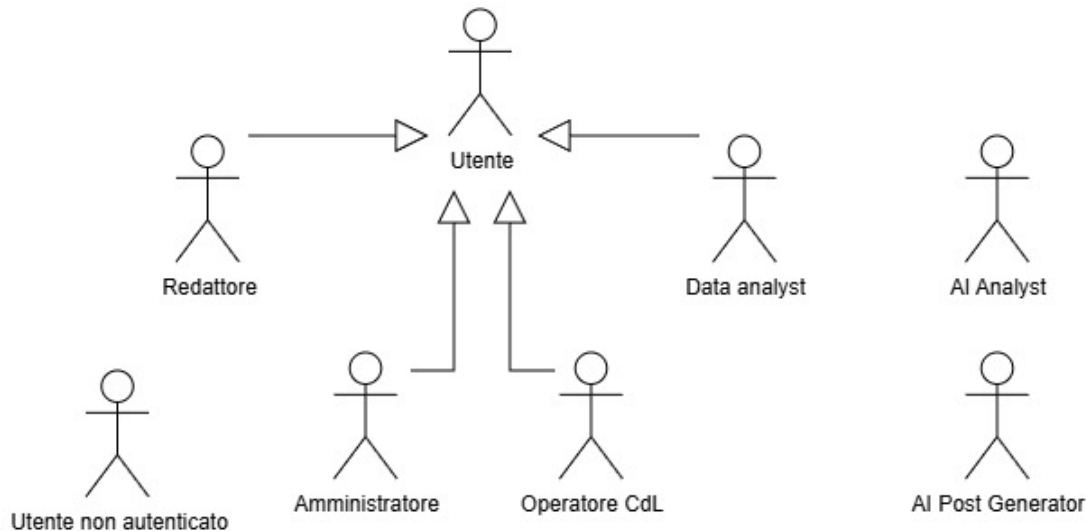 Utente
Redattore
Data analyst
AI Analyst
Utente non autenticato
Amministratore
Operatore CdL
AI Post Generator